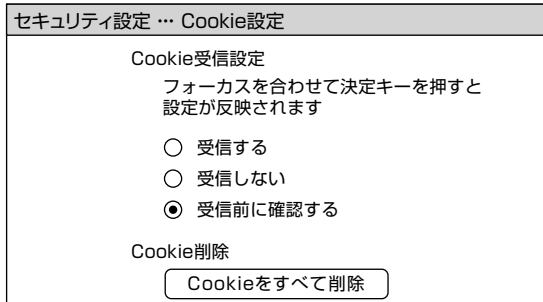 セキュリティ設定 … Cookie設定
Cookie受信設定
フォーカスを合わせて決定キーを押すと
設定が反映されます
受信する
受信しない
受信前に確認する
Cookie削除
Cookieをすべて削除